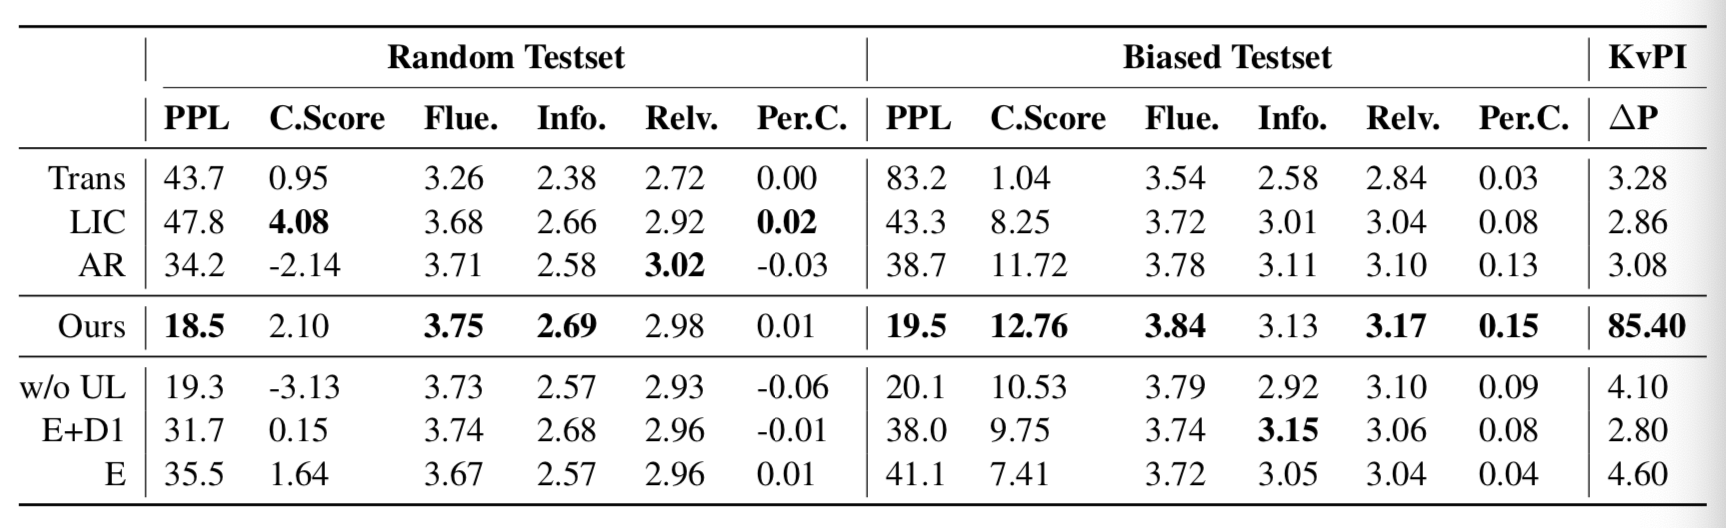 Random Testset Biased Testset KvPI
PPL C.Score Flue. Info. Relv. Per.C. PPL C.Score Flue. Info. Relv. Per.C. ΔP
Trans 43.7 0.95 3.26 2.38 2.72 0.00 83.2 1.04 3.54 2.58 2.84 0.03 3.28
LIC 47.8 4.08 3.68 2.66 2.92 0.02 43.3 8.25 3.72 3.01 3.04 0.08 2.86
AR 34.2 -2.14 3.71 2.58 3.02 -0.03 38.7 11.72 3.78 3.11 3.10 0.13 3.08
Ours 18.5 2.10 3.75 2.69 2.98 0.01 19.5 12.76 3.84 3.13 3.17 0.15 85.40
w/o UL 19.3 -3.13 3.73 2.57 2.93 -0.06 20.1 10.53 3.79 2.92 3.10 0.09 4.10
E+D1 31.7 0.15 3.74 2.68 2.96 -0.01 38.0 9.75 3.74 3.15 3.06 0.08 2.80
E 35.5 1.64 3.67 2.57 2.96 0.01 41.1 7.41 3.72 3.05 3.04 0.04 4.60